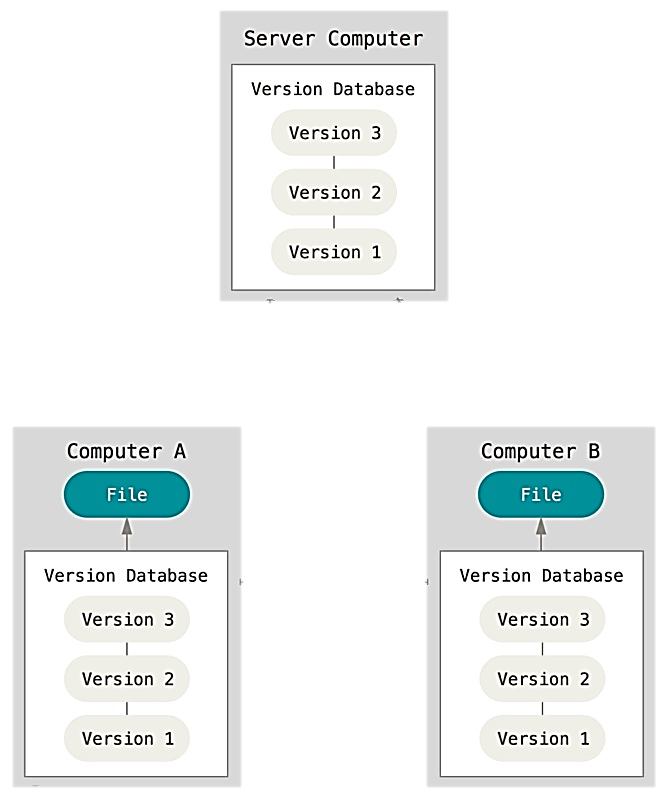 Server Computer
Version Database
Version 3
Version 2
Version 1
Computer A
File
Version Database
Version 3
Version 2
Version 1
Computer B
File
Version Database
Version 3
Version 2
Version 1